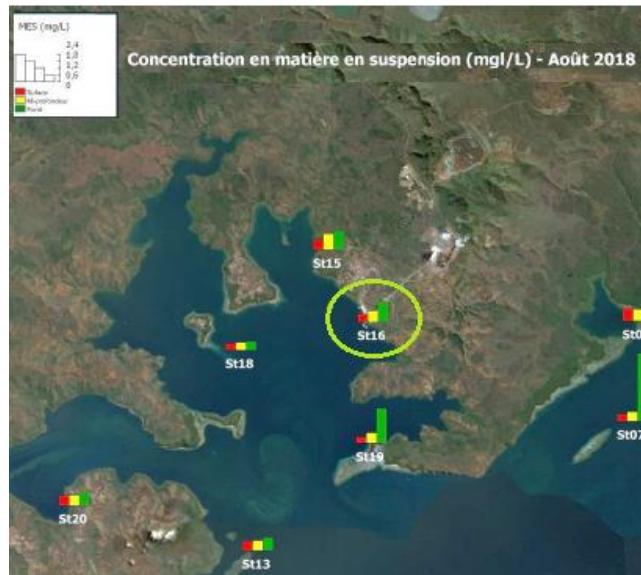 MES (mg/L)
2,4
1,8
1,2
0,6
0
Surface
Mi-profondeur
Fond
Concentration en matière en suspension (mgl/L) - Août 2018
St15
St16
St0
St18
St07
St19
St20
St13